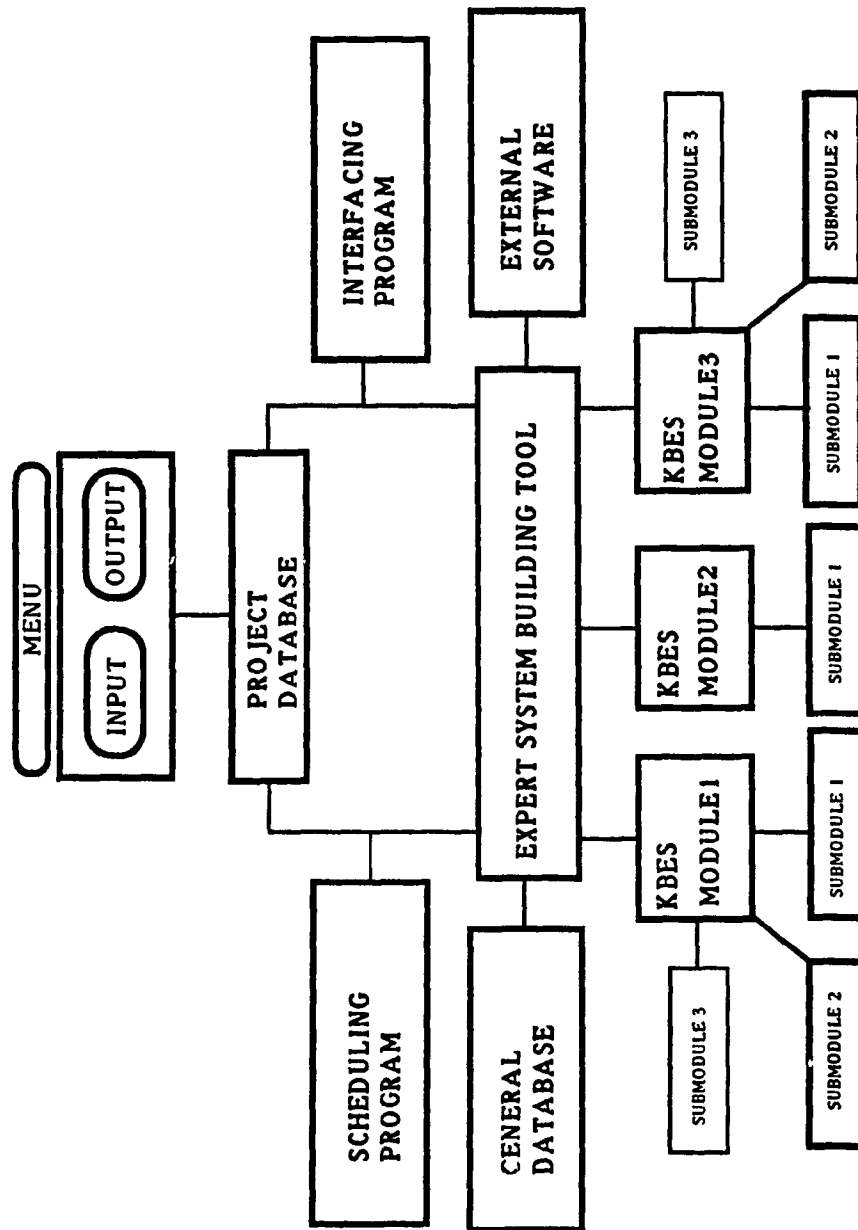 MENU
INPUT
OUTPUT
PROJECT
DATABASE
SCHEDULING
PROGRAM
INTERFACING
PROGRAM
CENERAL
DATABASE
EXPERT SYSTEM BUILDING TOOL
EXTERNAL
SOFTWARE
SUBMODULE 3
KBES
MODULE1
KBES
MODULE2
KBES
MODULE3
SUBMODULE 3
SUBMODULE 2
SUBMODULE 1
SUBMODULE 1
SUBMODULE 1
SUBMODULE 2